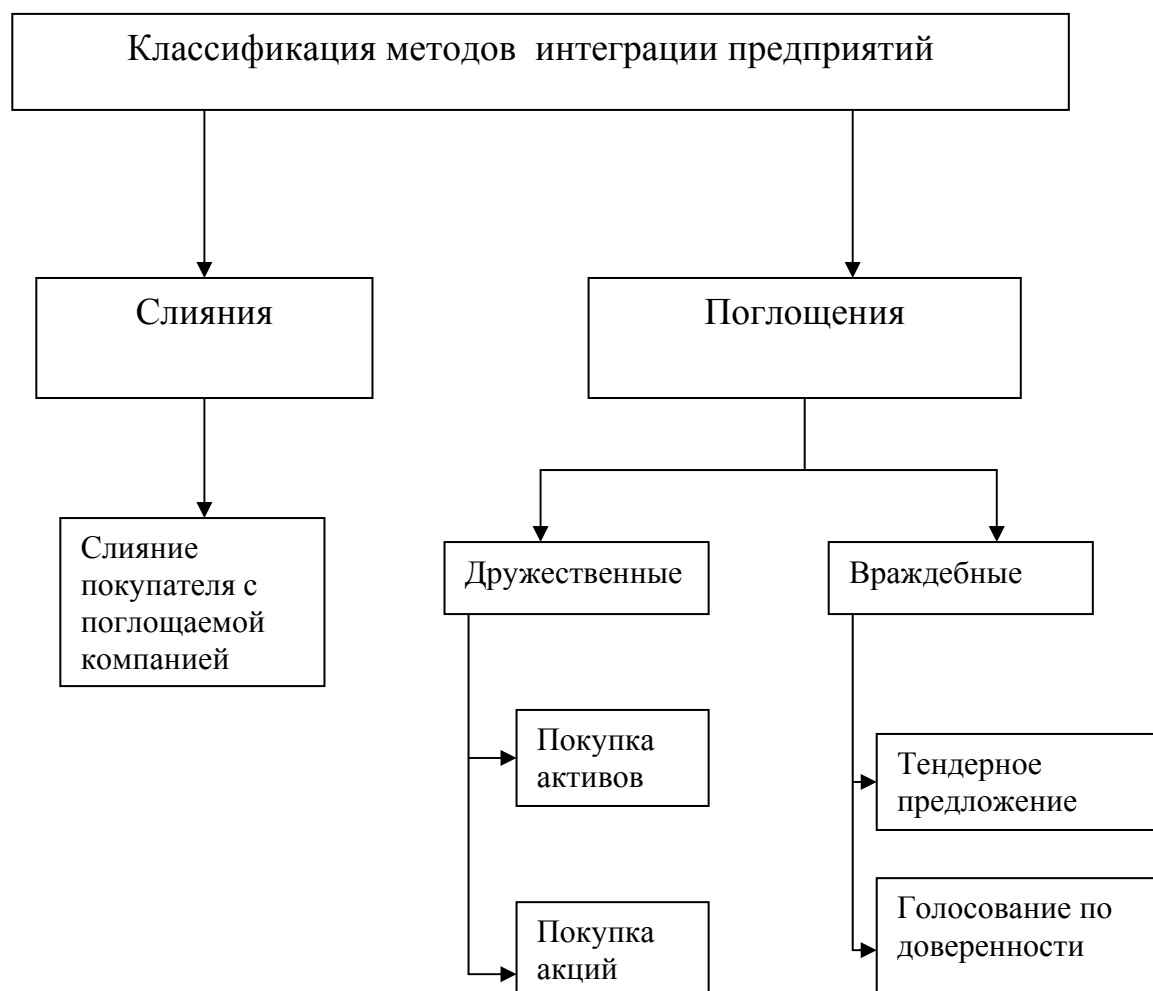 Классификация методов интеграции предприятий
Слияния
Поглощения
Слияние
покупателя с
поглощаемой
компанией
Дружественные
Враждебные
Покупка
активов
Тендерное
предложение
Покупка
акций
Голосование по
доверенности